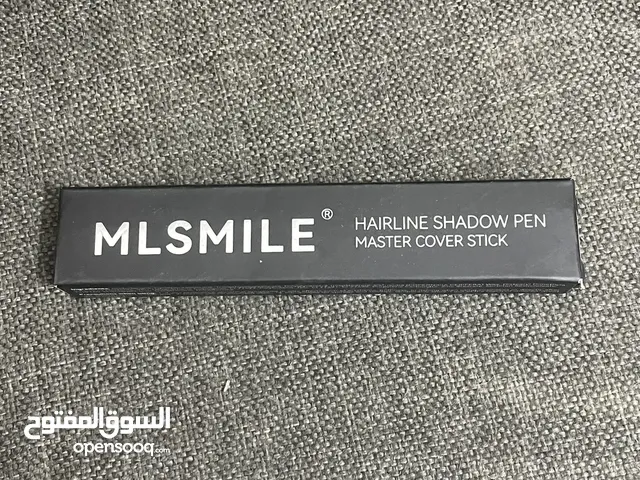 MLSMILE®
HAIRLINE SHADOW PEN
MASTER COVER STICK
السوق المفتوح
opensooq.com